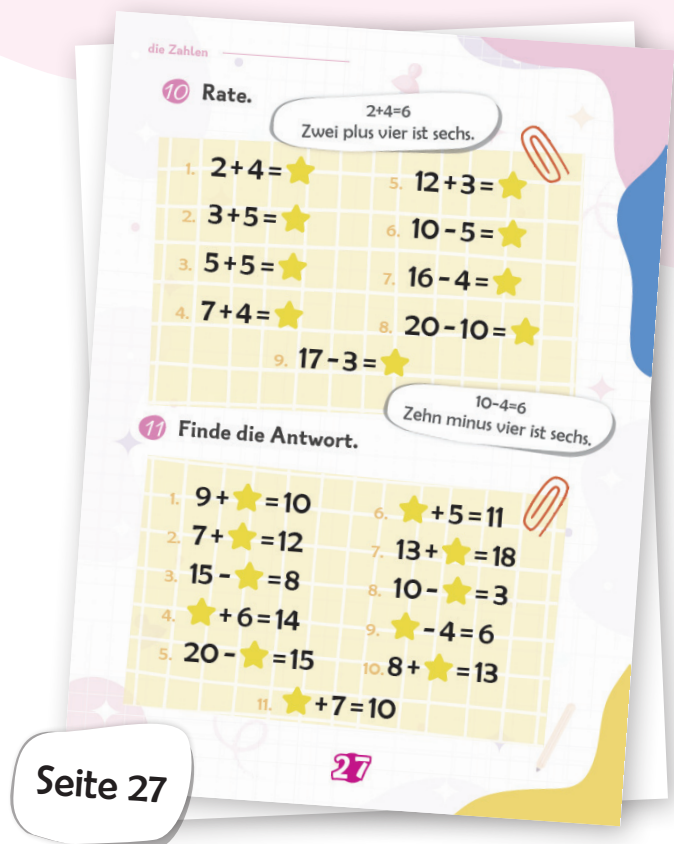 die Zahlen
10 Rate.
2+4=6
Zwei plus vier ist sechs.
1. 2+4=
2. 3+5=
3. 5+5=
4. 7+4=
5. 12+3=
6. 10-5=
7. 16-4=
8. 20-10=
9. 17-3=
10-4=6
Zehn minus vier ist sechs.
11 Finde die Antwort.
1. 9+ =10
2. 7+ =12
3. 15- =8
4. +6=14
5. 20- =15
6. +5=11
7. 13+ =18
8. 10- =3
9. -4=6
10. 8+ =13
11. +7=10
27
Seite 27